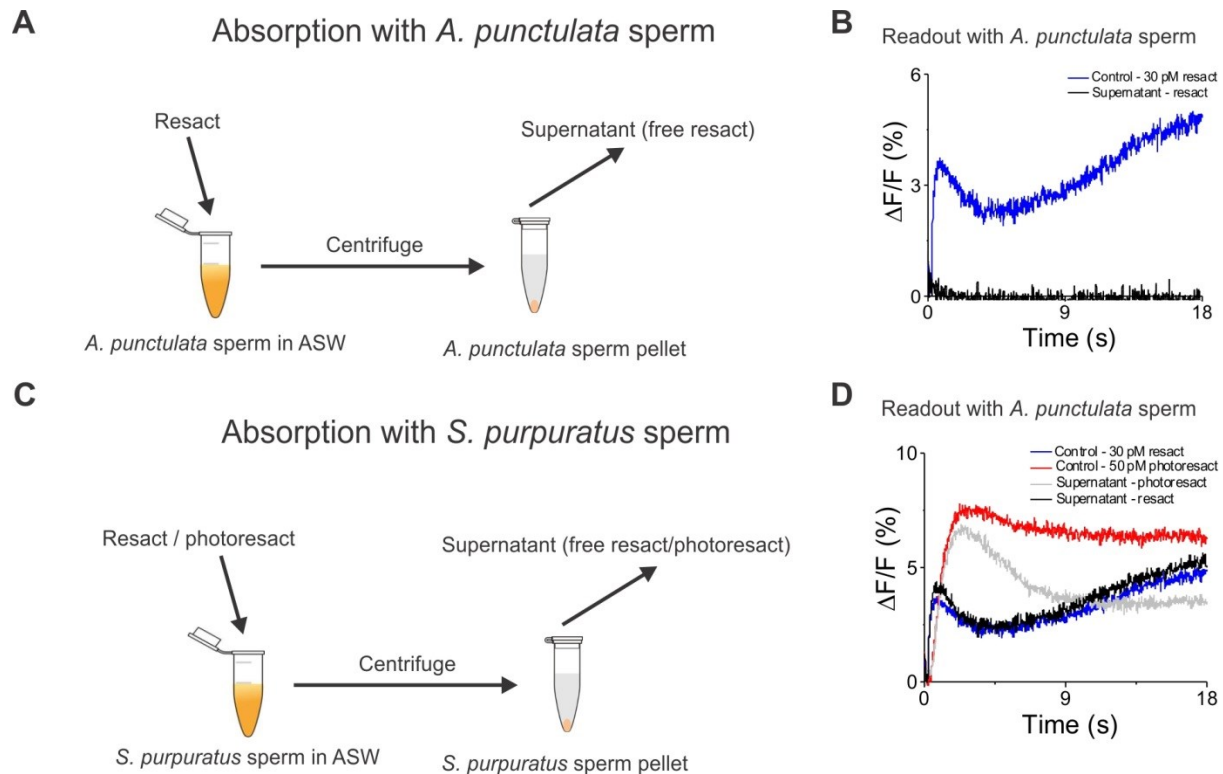 A
Absorption with A. punctulata sperm
Resact
Supernatant (free resact)
Centrifuge
A. punctulata sperm in ASW
A. punctulata sperm pellet
B
Readout with A. punctulata sperm
Control - 30 pM resact
Supernatant - resact
ΔF/F (%)
6
3
0
0
9
18
Time (s)
C
Absorption with S. purpuratus sperm
Resact / photoresact
Supernatant (free resact/photoresact)
Centrifuge
S. purpuratus sperm in ASW
S. purpuratus sperm pellet
D
Readout with A. punctulata sperm
Control - 30 pM resact
Control - 50 pM photoresact
Supernatant - photoresact
Supernatant - resact
ΔF/F (%)
10
5
0
0
9
18
Time (s)